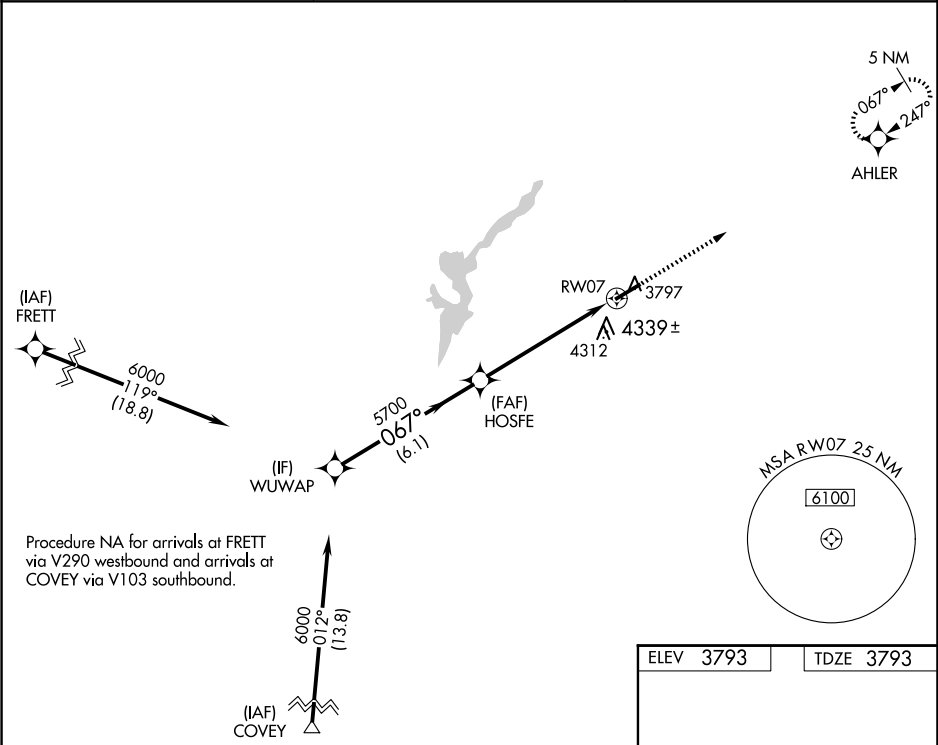 5 NM
067°
247°
AHLER
RW07
3797
4339±
4312
(IAF)
FRETT
6000
119°
(18.8)
5700
067°
(6.1)
(FAF)
HOSFE
(IF)
WUWAP
MSA RW07 25 NM
6100
Procedure NA for arrivals at FRETT
via V290 westbound and arrivals at
COVEY via V103 southbound.
6000
012°
(13.8)
(IAF)
COVEY
ELEV 3793
TDZE 3793